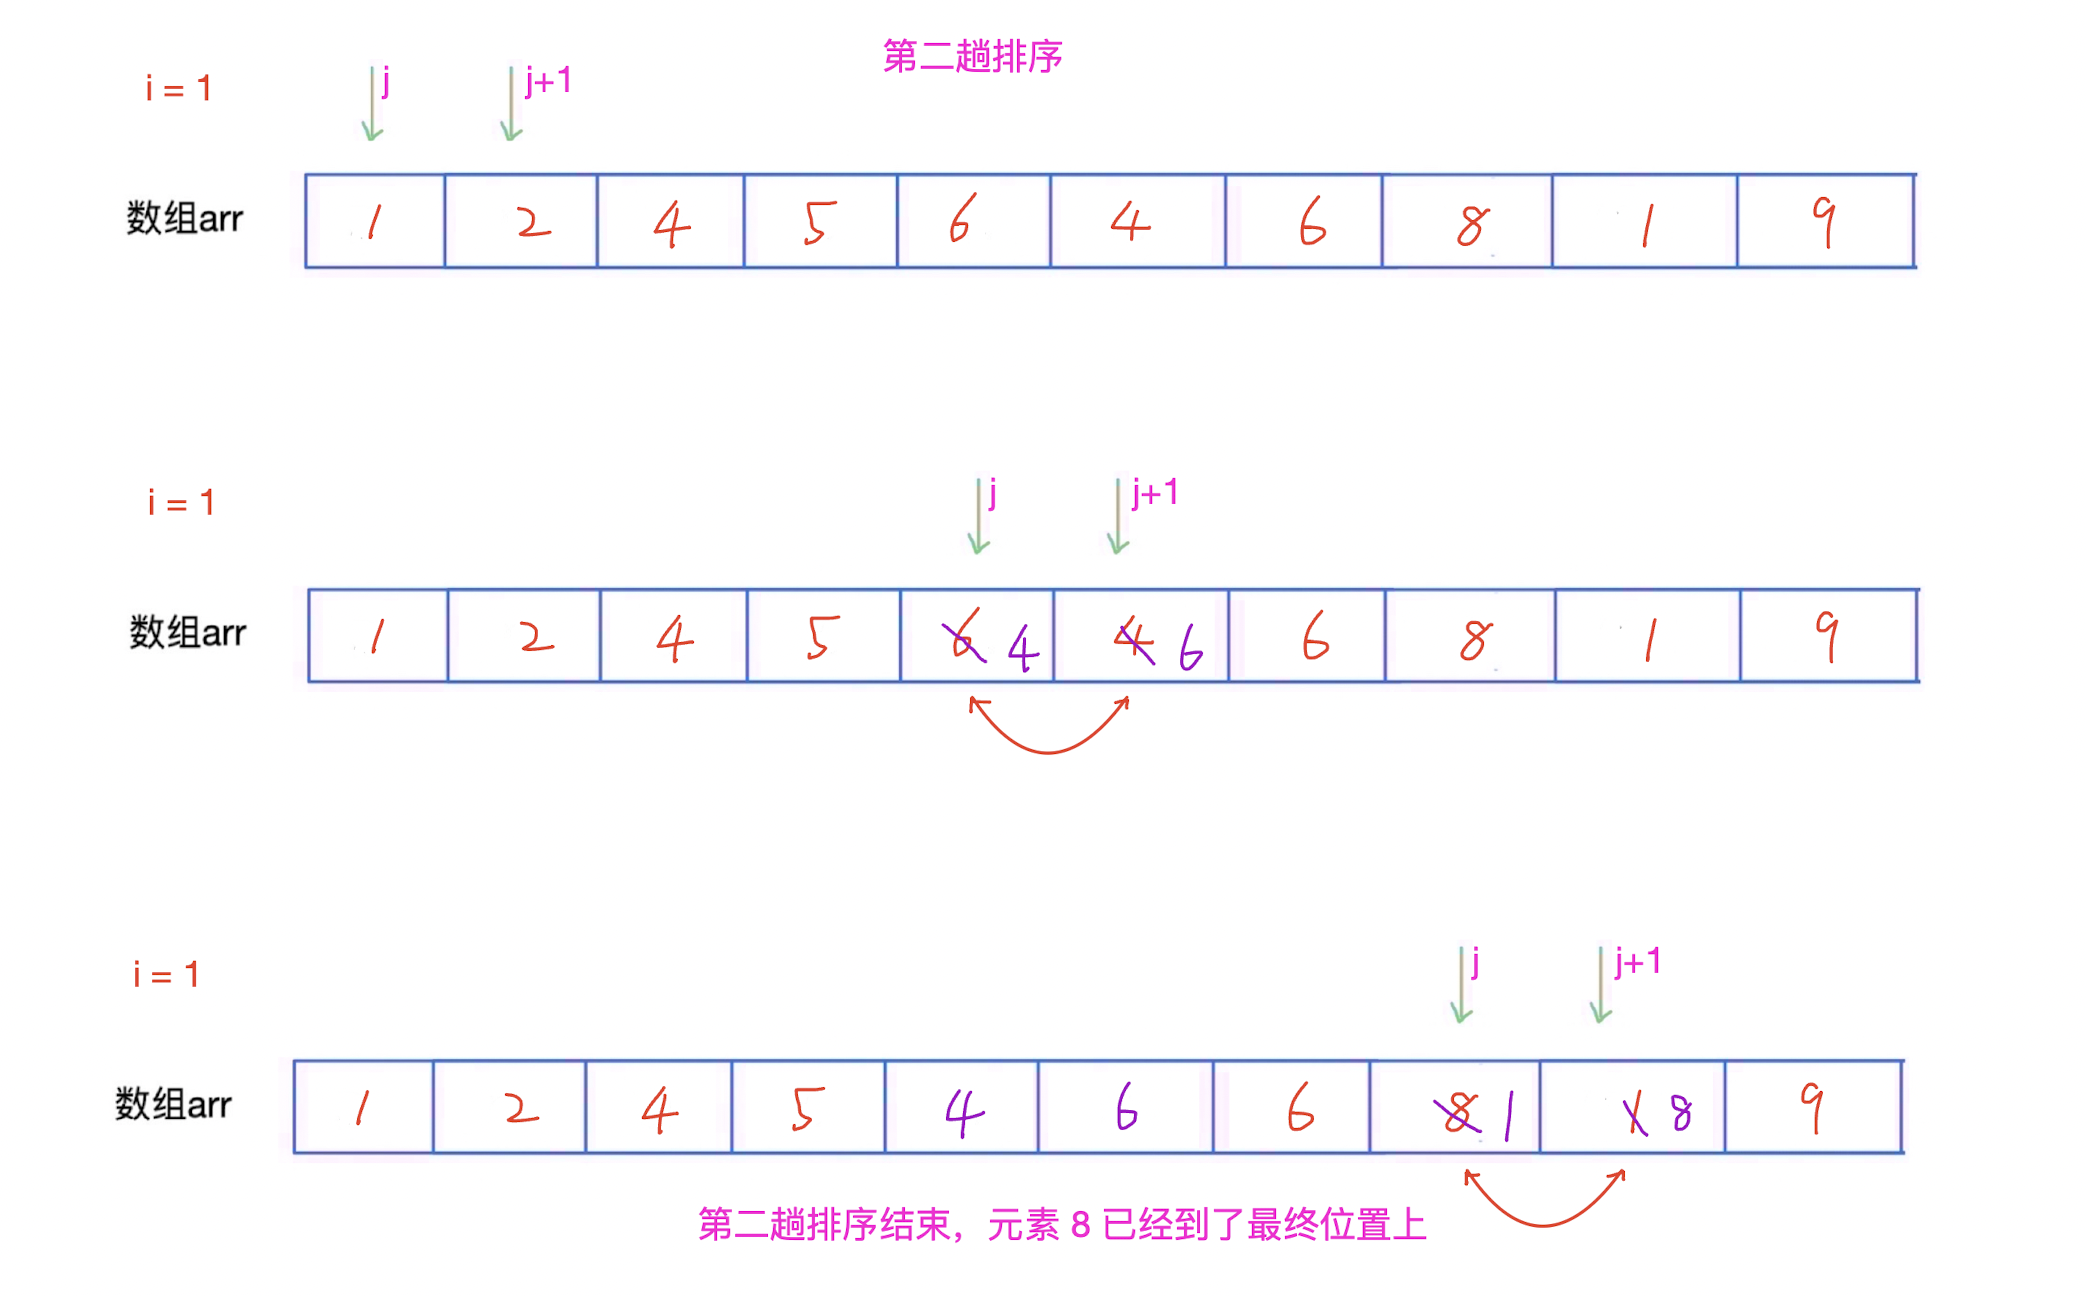 第二趟排序
i = 1 j j+1
数组arr 1 2 4 5 6 4 6 8 1 9
i = 1 j j+1
数组arr 1 2 4 5 6 4 4 6 6 8 1 9
i = 1 j j+1
数组arr 1 2 4 5 4 6 6 8 1 1 8 9
第二趟排序结束，元素 8 已经到了最终位置上